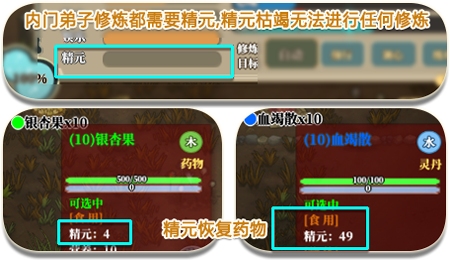 内门弟子修炼都需要精元,精元枯竭无法进行任何修炼
精元
修炼
目标
%
银杏果x10
(10)银杏果
木
药物
500/500
0
可选中
[食 用]
精元：4
血竭散x10
(10)血竭散
水
灵丹
100/100
0
可选中
[食 用]
精元：49
精元恢复药物